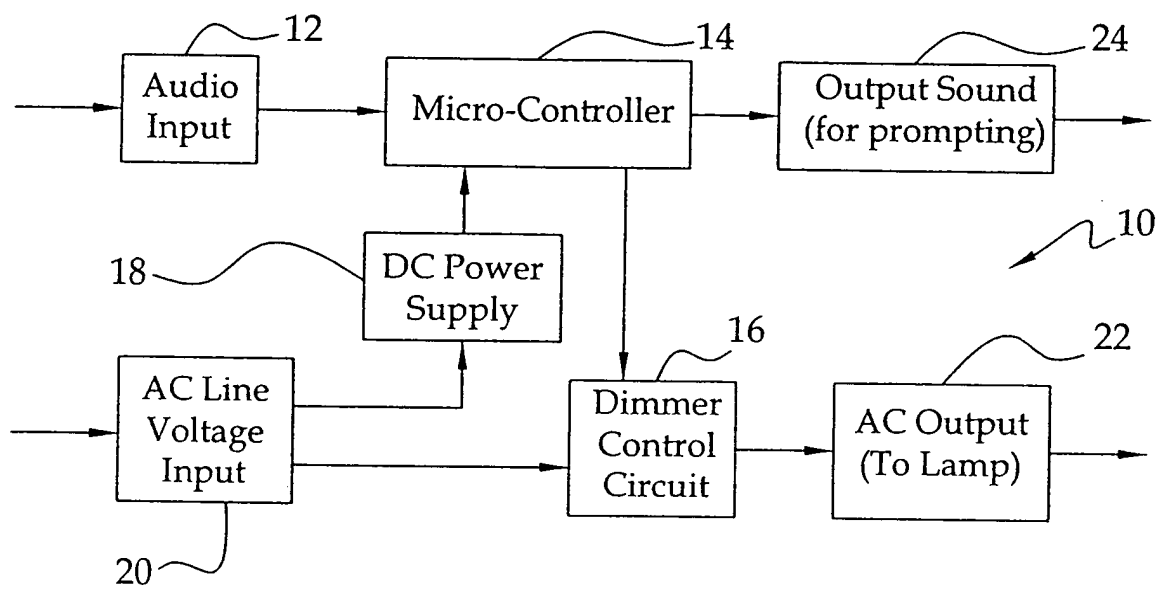 12
14
24
Audio
Input
Micro-Controller
Output Sound
(for prompting)
10
18
DC Power
Supply
16
22
AC Line
Voltage
Input
Dimmer
Control
Circuit
AC Output
(To Lamp)
20